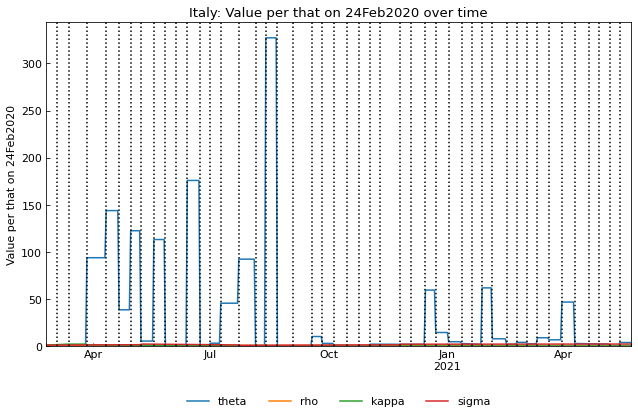 Italy: Value per that on 24Feb2020 over time
Value per that on 24Feb2020
300
250
200
150
100
50
0
Apr Jul Oct Jan Apr
2021
theta rho kappa sigma